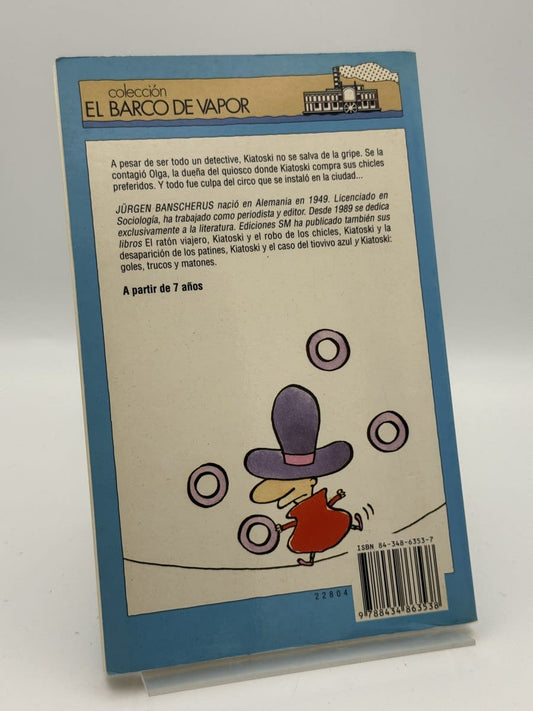 colección
EL BARCO DE VAPOR
A pesar de ser todo un detective, Kiatoski no se salva de la gripe. Se la
contagió Olga, la dueña del quiosco donde Kiatoski compra sus chicles
preferidos. Y todo fue culpa del circo que se instaló en la ciudad...
JÜRGEN BANSCHERUS nació en Alemania en 1949. Licenciado en
Sociología, ha trabajado como periodista y editor. Desde 1989 se dedica
exclusivamente a la literatura. Ediciones SM ha publicado también sus
libros El ratón viajero, Kiatoski y el robo de los chicles, Kiatoski y la
desaparición de los patines, Kiatoski y el caso del tiovivo azul y Kiatoski:
goles, trucos y matones.
A partir de 7 años
ISBN 84-348-6353-7
22804
9 788434 863538